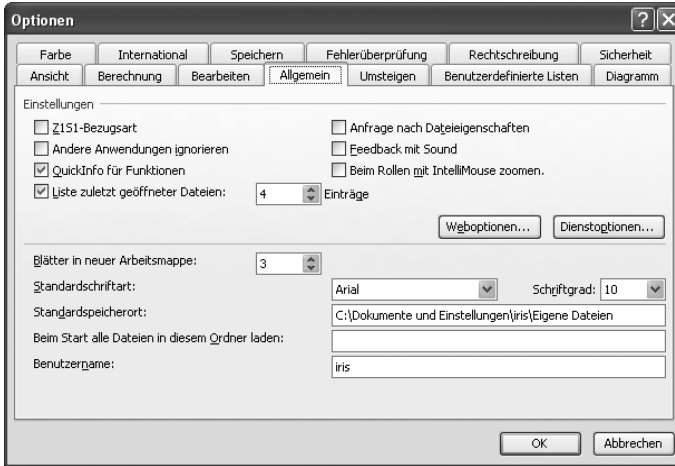 Optionen
Farbe International Speichern Fehlerüberprüfung Rechtschreibung Sicherheit
Ansicht Berechnung Bearbeiten Allgemein Umsteigen Benutzerdefinierte Listen Diagramm
Einstellungen
Z1S1-Bezugsart Anfrage nach Dateieigenschaften
Andere Anwendungen ignorieren Feedback mit Sound
QuickInfo für Funktionen Beim Rollen mit IntelliMouse zoomen.
Liste zuletzt geöffneter Dateien: 4 Einträge
Weboptionen... Dienstoptionen...
Blätter in neuer Arbeitsmappe: 3
Standardschriftart: Arial Schriftgrad: 10
Standardspeicherort: C:\Dokumente und Einstellungen\iris\Eigene Dateien
Beim Start alle Dateien in diesem Ordner laden:
Benutzername: iris
OK Abbrechen